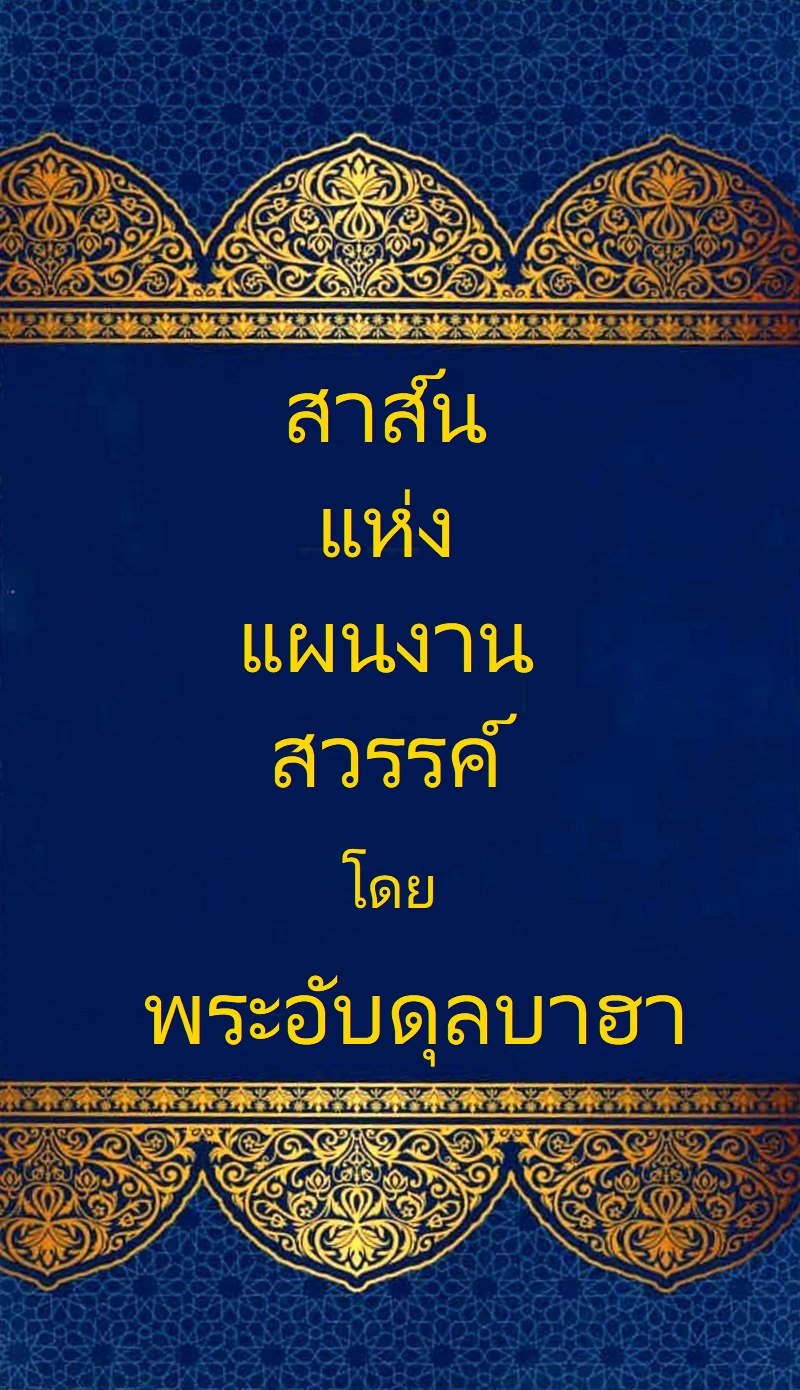 สาส์น
แห่ง
แผนงาน
สวรรค์
โดย
พระอับดุลบาฮา